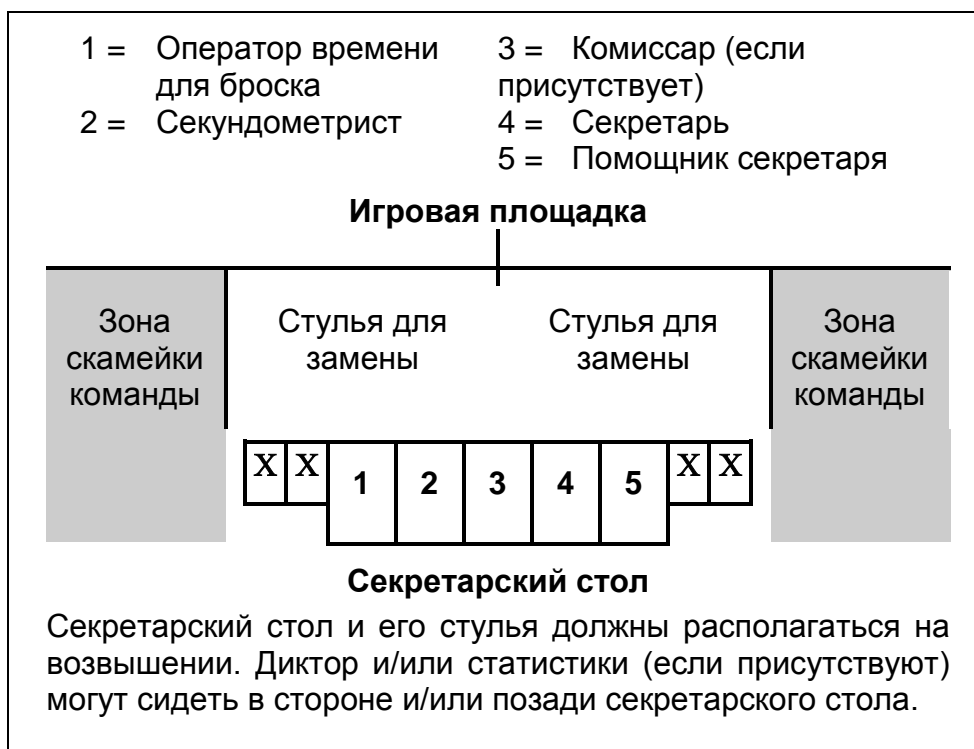 1 = Оператор времени
для броска
2 = Секундометрист
3 = Комиссар (если
присутствует)
4 = Секретарь
5 = Помощник секретаря
Игровая площадка
Зона
скамейки
команды
Стулья для
замены
Стулья для
замены
Зона
скамейки
команды
X X 1 2 3 4 5 X X
Секретарский стол
Секретарский стол и его стулья должны располагаться на
возвышении. Диктор и/или статистики (если присутствуют)
могут сидеть в стороне и/или позади секретарского стола.